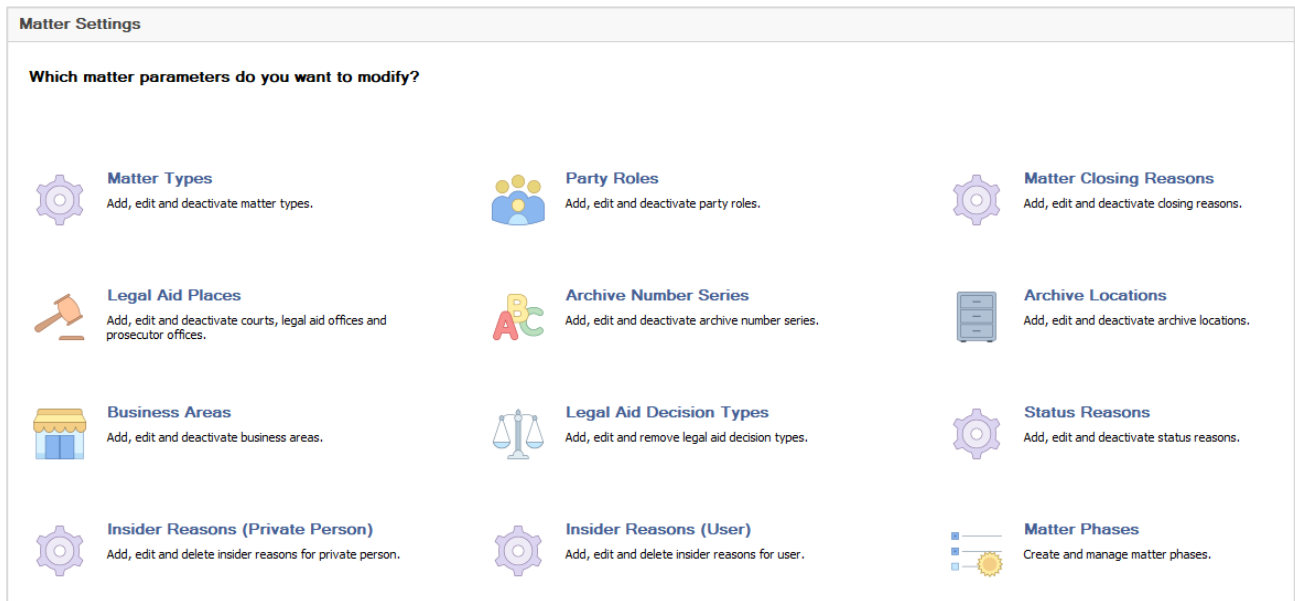 Matter Settings
Which matter parameters do you want to modify?
Matter Types
Add, edit and deactivate matter types.
Party Roles
Add, edit and deactivate party roles.
Matter Closing Reasons
Add, edit and deactivate closing reasons.
Legal Aid Places
Add, edit and deactivate courts, legal aid offices and
prosecutor offices.
ABC
Archive Number Series
Add, edit and deactivate archive number series.
Archive Locations
Add, edit and deactivate archive locations.
Business Areas
Add, edit and deactivate business areas.
Legal Aid Decision Types
Add, edit and remove legal aid decision types.
Status Reasons
Add, edit and deactivate status reasons.
Insider Reasons (Private Person)
Add, edit and delete insider reasons for private person.
Insider Reasons (User)
Add, edit and delete insider reasons for user.
Matter Phases
Create and manage matter phases.